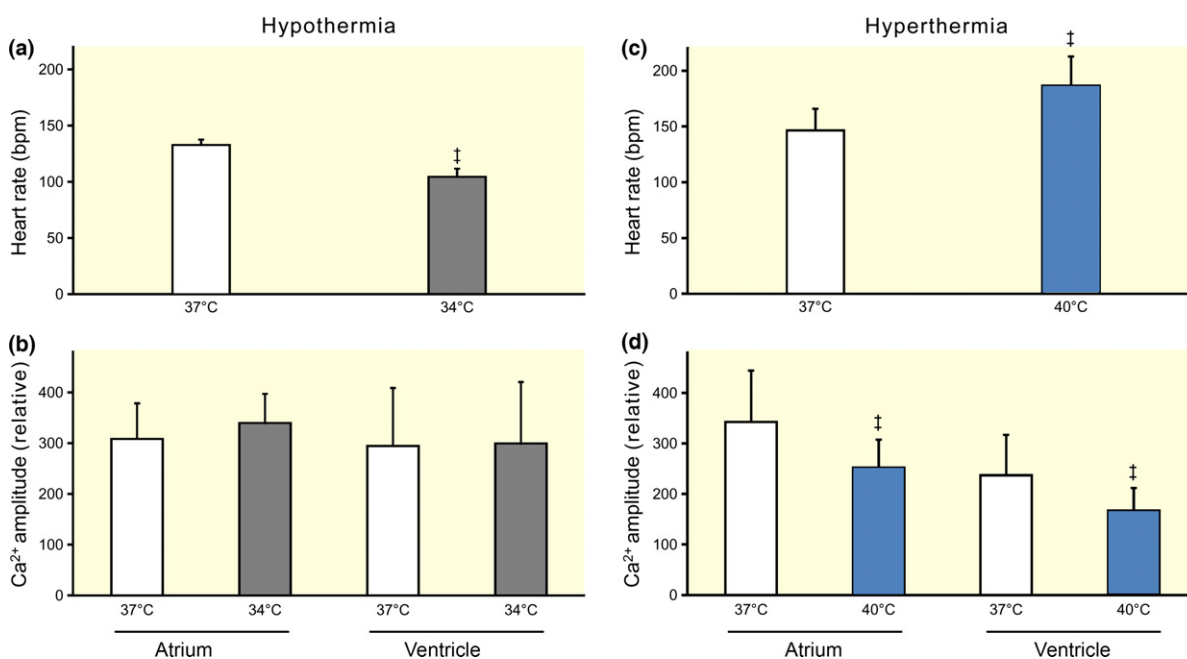 Hypothermia
(a)
Heart rate (bpm)
200
150
100
50
0
‡
37°C
34°C
(b)
Ca²⁺ amplitude (relative)
400
300
200
100
0
37°C
34°C
37°C
34°C
Atrium
Ventricle
Hyperthermia
(c)
Heart rate (bpm)
200
150
100
50
0
‡
37°C
40°C
(d)
Ca²⁺ amplitude (relative)
400
300
200
100
0
‡
‡
37°C
40°C
37°C
40°C
Atrium
Ventricle